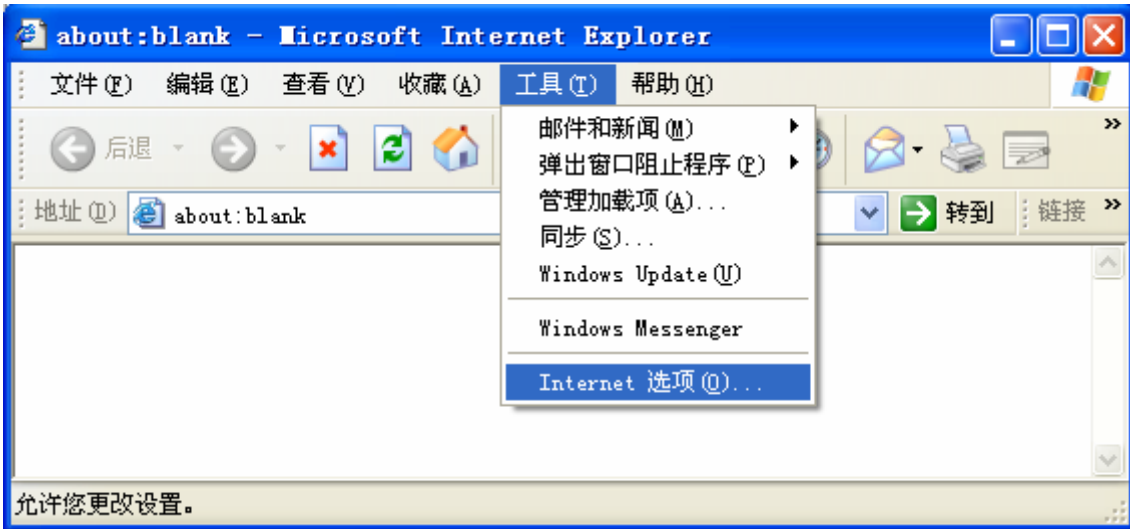 about:blank - Microsoft Internet Explorer
文件(F) 编辑(E) 查看(V) 收藏(A) 工具(T) 帮助(H)
后退
»
地址(D) about:blank 转到 链接 »
邮件和新闻(M)
弹出窗口阻止程序(P)
管理加载项(A)...
同步(S)...
Windows Update(U)
Windows Messenger
Internet 选项(O)...
允许您更改设置。